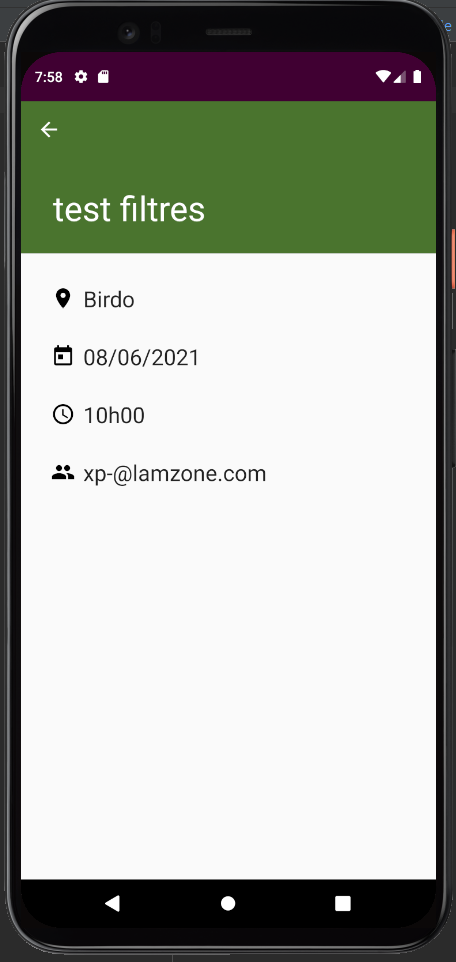 7:58
test filtres
Birdo
08/06/2021
10h00
xp-@lamzone.com